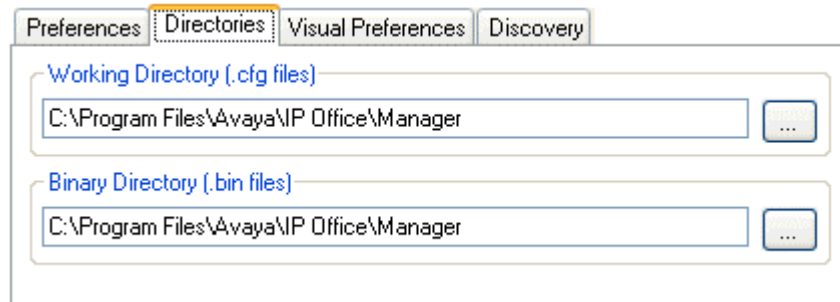 Preferences Directories Visual Preferences Discovery
Working Directory (.cfg files)
C:\Program Files\Avaya\IP Office\Manager ...
Binary Directory (.bin files)
C:\Program Files\Avaya\IP Office\Manager ...